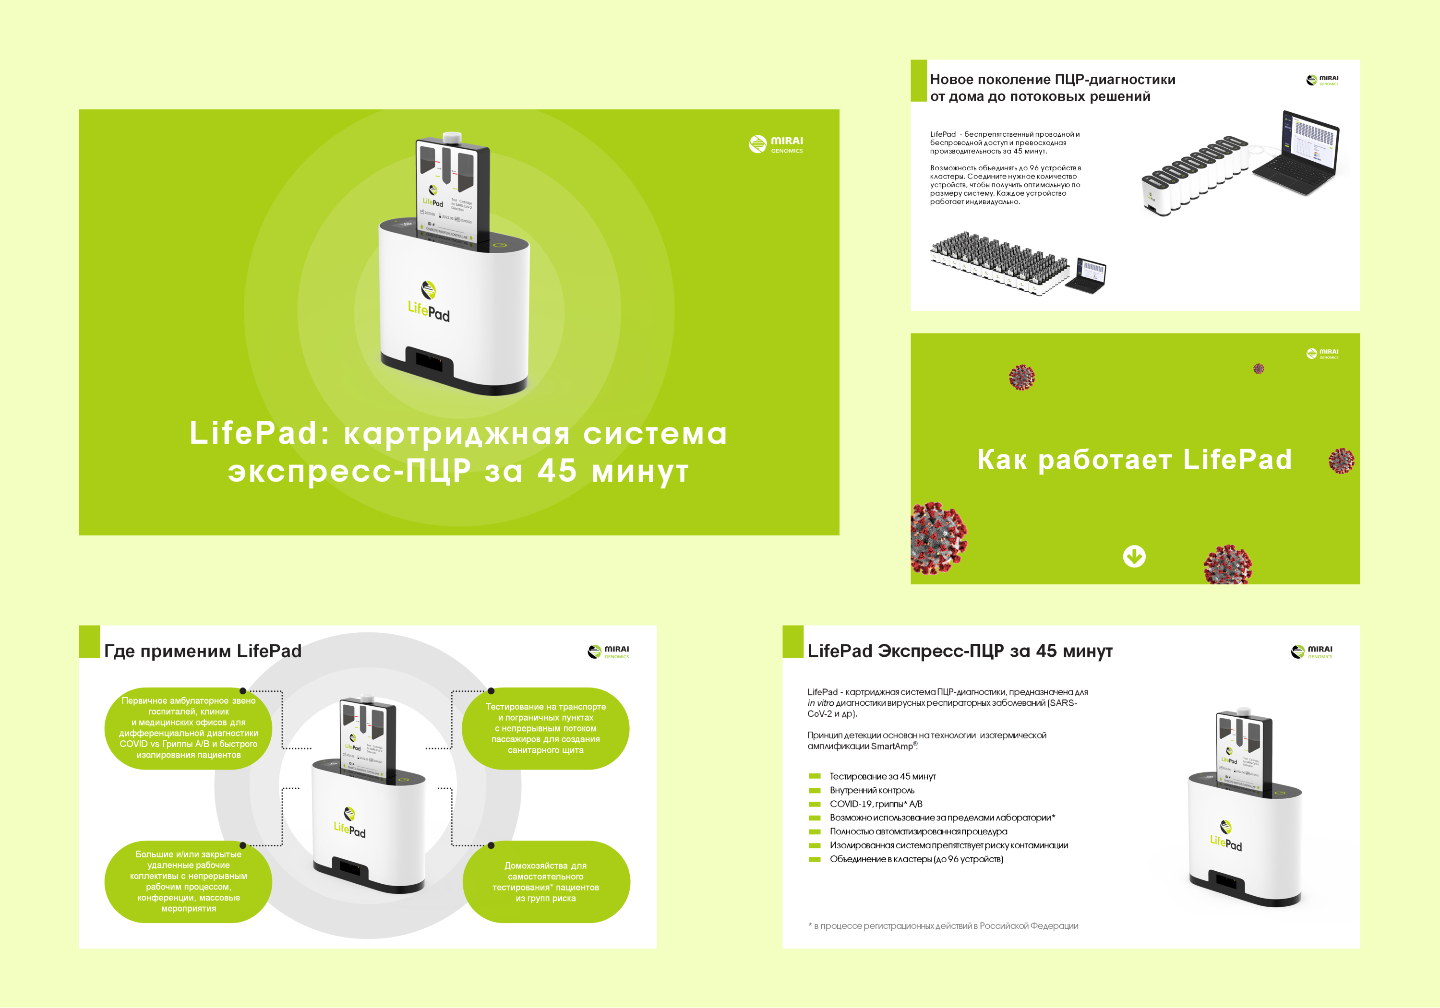 MIRAI
GENOMICS
LifePad
LifePad
LifePad: картриджная система
экспресс-ПЦР за 45 минут
Новое поколение ПЦР-диагностики
от дома до потоковых решений
MIRAI
GENOMICS
LifePad - беспрепятственный проводной и
беспроводной доступ и превосходная
производительность за 45 минут.
Возможность объединять до 96 устройств в
кластеры. Соедините нужное количество
устройств, чтобы получить оптимальную по
размеру систему. Каждое устройство
работает индивидуально.
MIRAI
GENOMICS
Как работает LifePad
Где применим LifePad
MIRAI
GENOMICS
Первичное амбулаторное звено
госпиталей, клиник
и медицинских офисов для
дифференциальной диагностики
COVID vs Гриппы A/B и быстрого
изолирования пациентов
Тестирование на транспорте
и пограничных пунктах
с непрерывным потоком
пассажиров для создания
санитарного щита
LifePad
LifePad
Большие и/или закрытые
удаленные рабочие
коллективы с непрерывным
рабочим процессом,
конференции, массовые
мероприятия
Домохозяйства для
самостоятельного
тестирования* пациентов
из групп риска
LifePad Экспресс-ПЦР за 45 минут
MIRAI
GENOMICS
LifePad - картриджная система ПЦР-диагностики, предназначена для
in vitro диагностики вирусных респираторных заболеваний (SARS-
CoV-2 и др).
Принцип детекции основан на технологии изотермической
амплификации SmartAmp®.
Тестирование за 45 минут
Внутренний контроль
COVID-19, гриппы* A/B
Возможно использование за пределами лаборатории*
Полностью автоматизированная процедура
Изолированная система препятствует риску контаминации
Объединение в кластеры (до 96 устройств)
LifePad
LifePad
* в процессе регистрационных действий в Российской Федерации